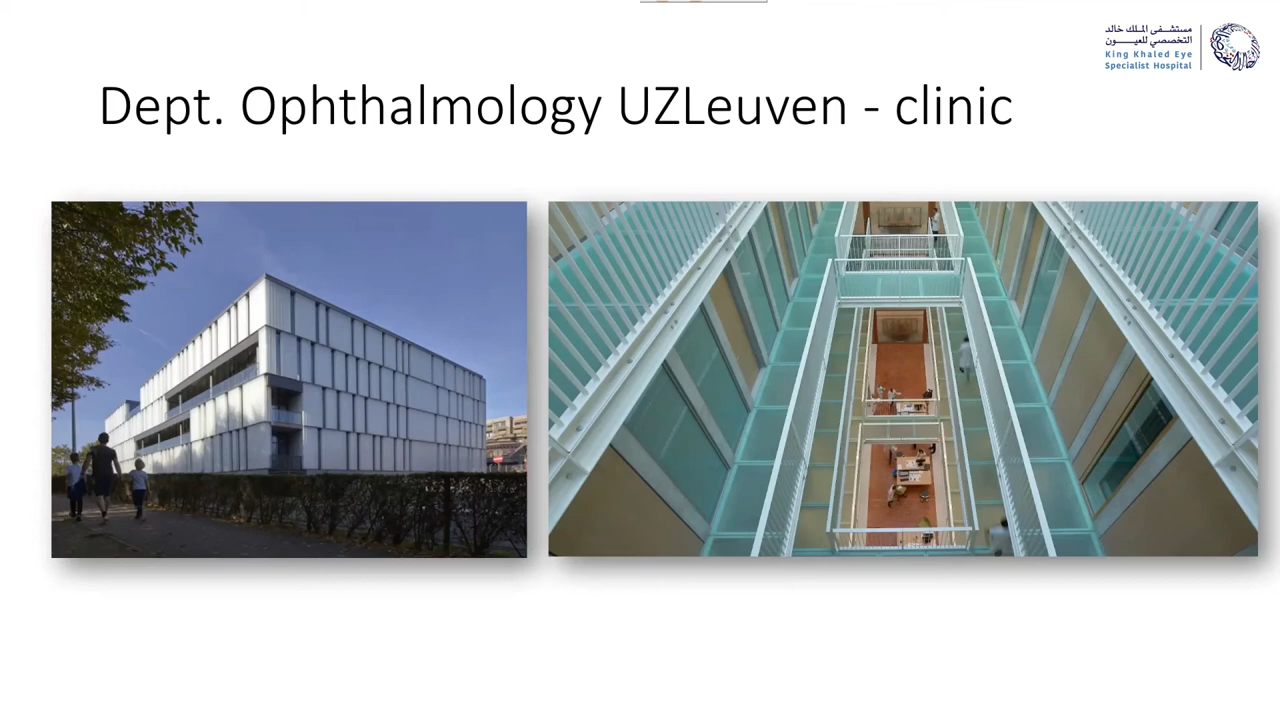 مستشفى الملك خالد
التخصصي للعيون
King Khaled Eye
Specialist Hospital
Dept. Ophthalmology UZLeuven - clinic